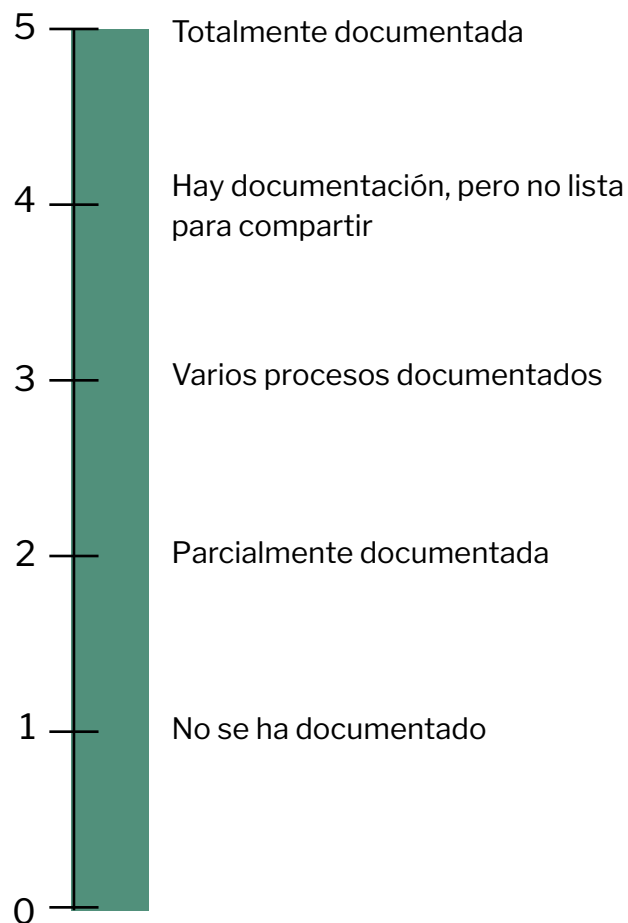 5 Totalmente documentada
4 Hay documentación, pero no lista
para compartir
3 Varios procesos documentados
2 Parcialmente documentada
1 No se ha documentado
0